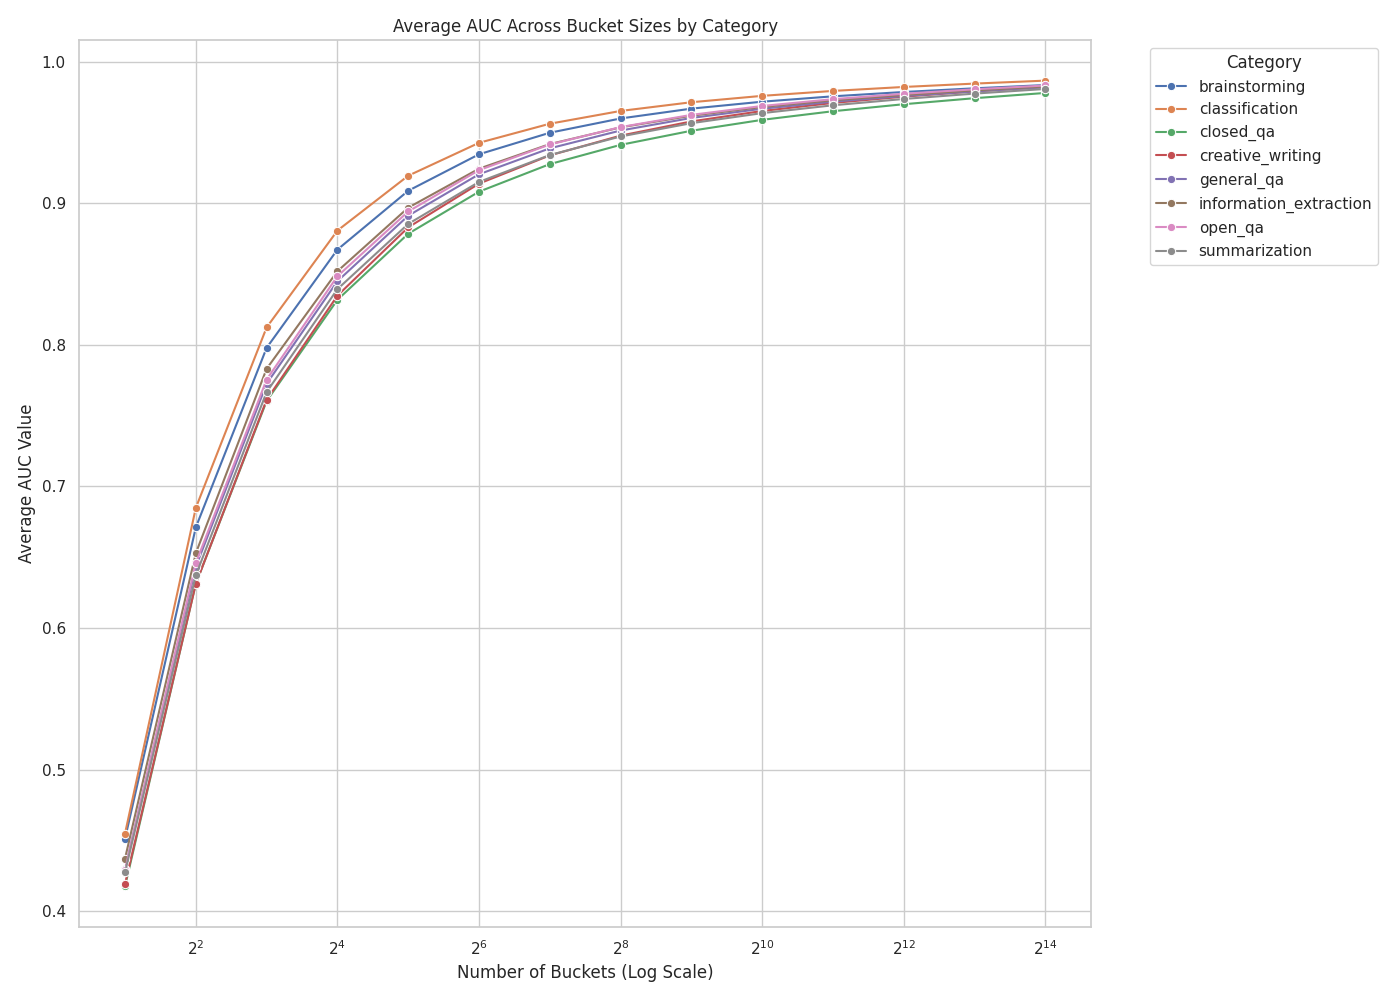 Average AUC Across Bucket Sizes by Category
Average AUC Value
1.0
0.9
0.8
0.7
0.6
0.5
0.4
2^2
2^4
2^6
2^8
2^10
2^12
2^14
Number of Buckets (Log Scale)
Category
brainstorming
classification
closed_qa
creative_writing
general_qa
information_extraction
open_qa
summarization